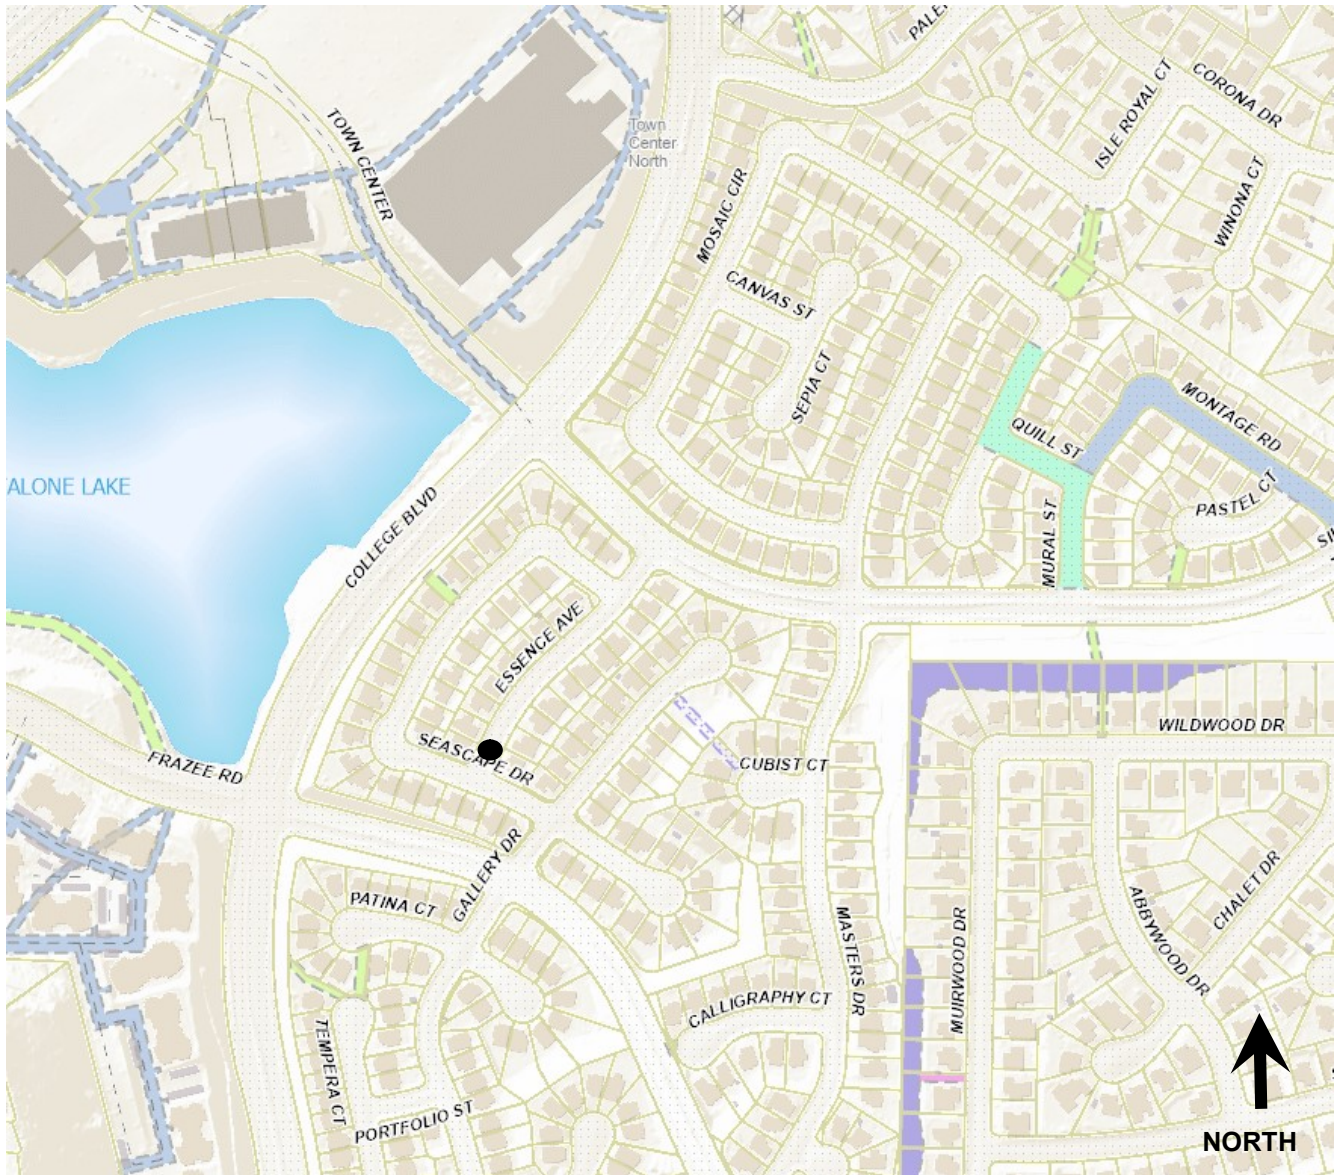 PALE
CORONA DR
ISLE ROYAL CT
TOWN CENTER
Town
Center
North
WINONA CT
MOSAIC CIR
CANVAS ST
SEPIA CT
MONTAGE RD
QUILL ST
PASTEL CT
ALONE LAKE
COLLEGE BLVD
MURAL ST
ESSENCE AVE
SEASCAPE DR
WILDWOOD DR
CUBIST CT
FRAZEE RD
GALLERY DR
PATINA CT
CHALET DR
ABBYWOOD DR
MASTERS DR
MUIRWOOD DR
CALLIGRAPHY CT
TEMPERA CT
PORTFOLIO ST
NORTH